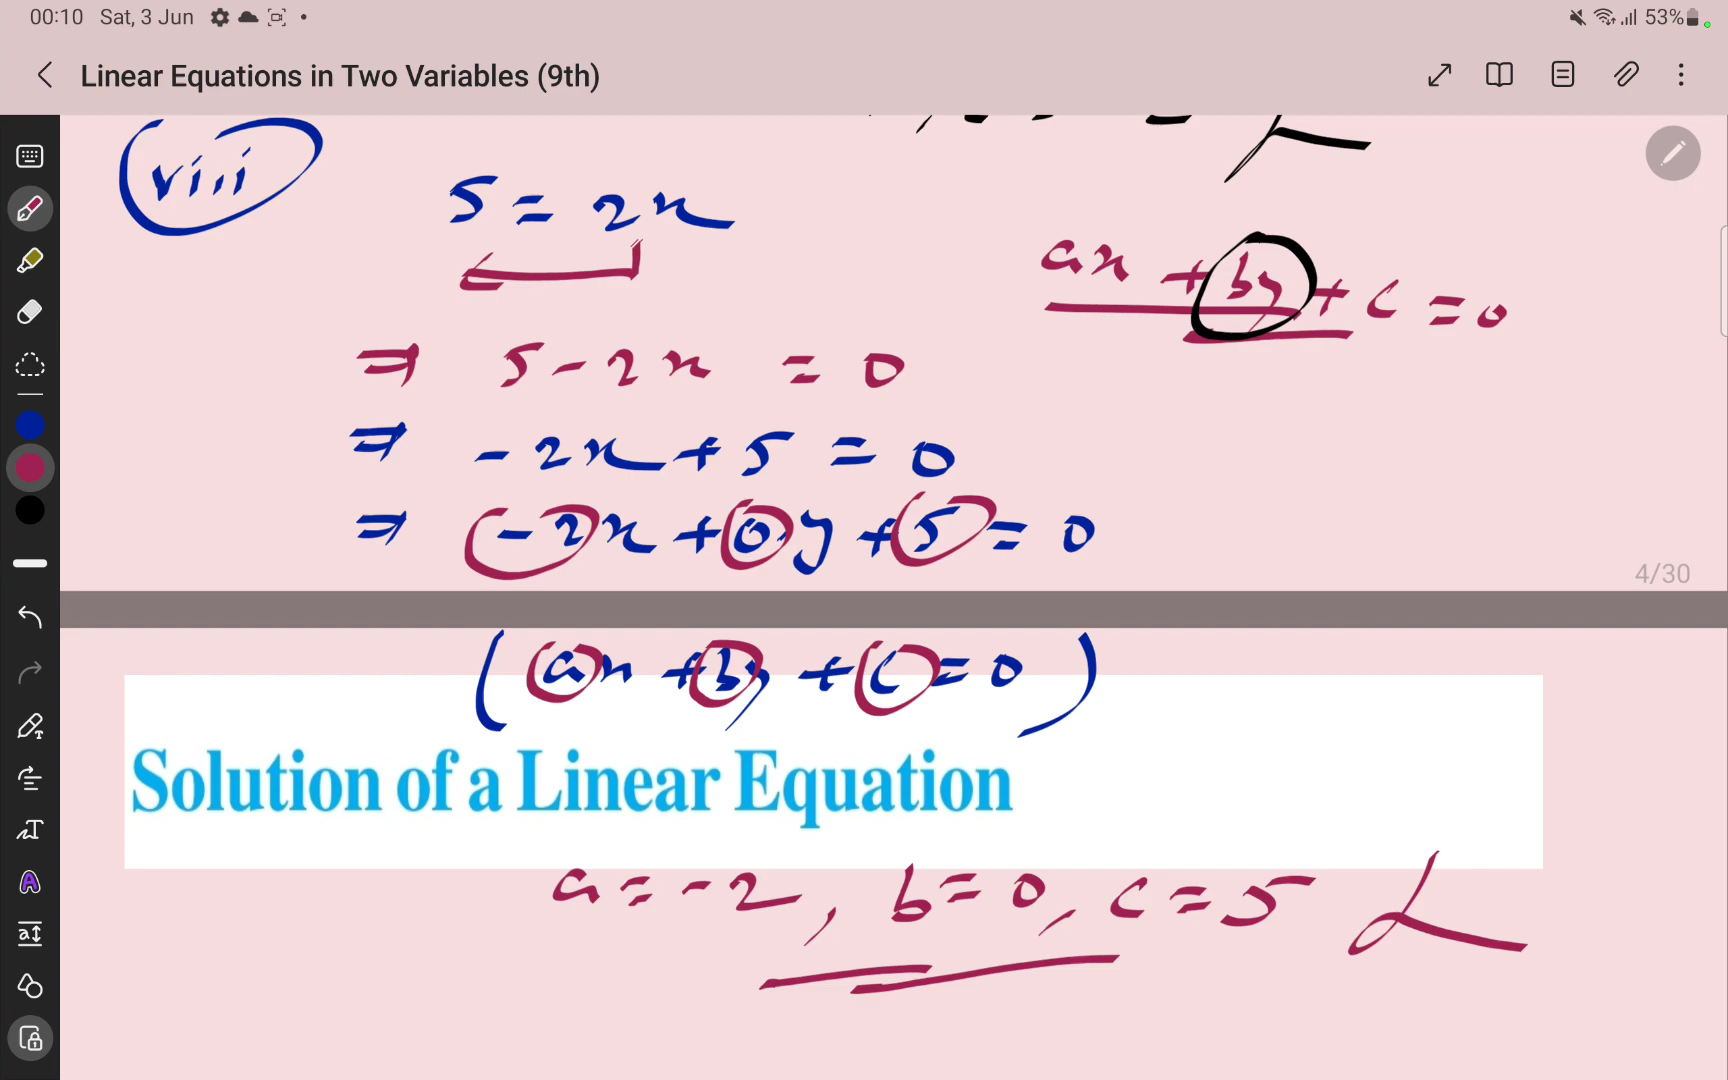 00:10 Sat, 3 Jun 53%
Linear Equations in Two Variables (9th)
viii 5 = 2x
ax + by + c = 0
⇒ 5 - 2x = 0
⇒ - 2x + 5 = 0
⇒ - 2x + 0y + 5 = 0
4/30
( ax + by + c = 0 )
Solution of a Linear Equation
a = - 2, b = 0, c = 5